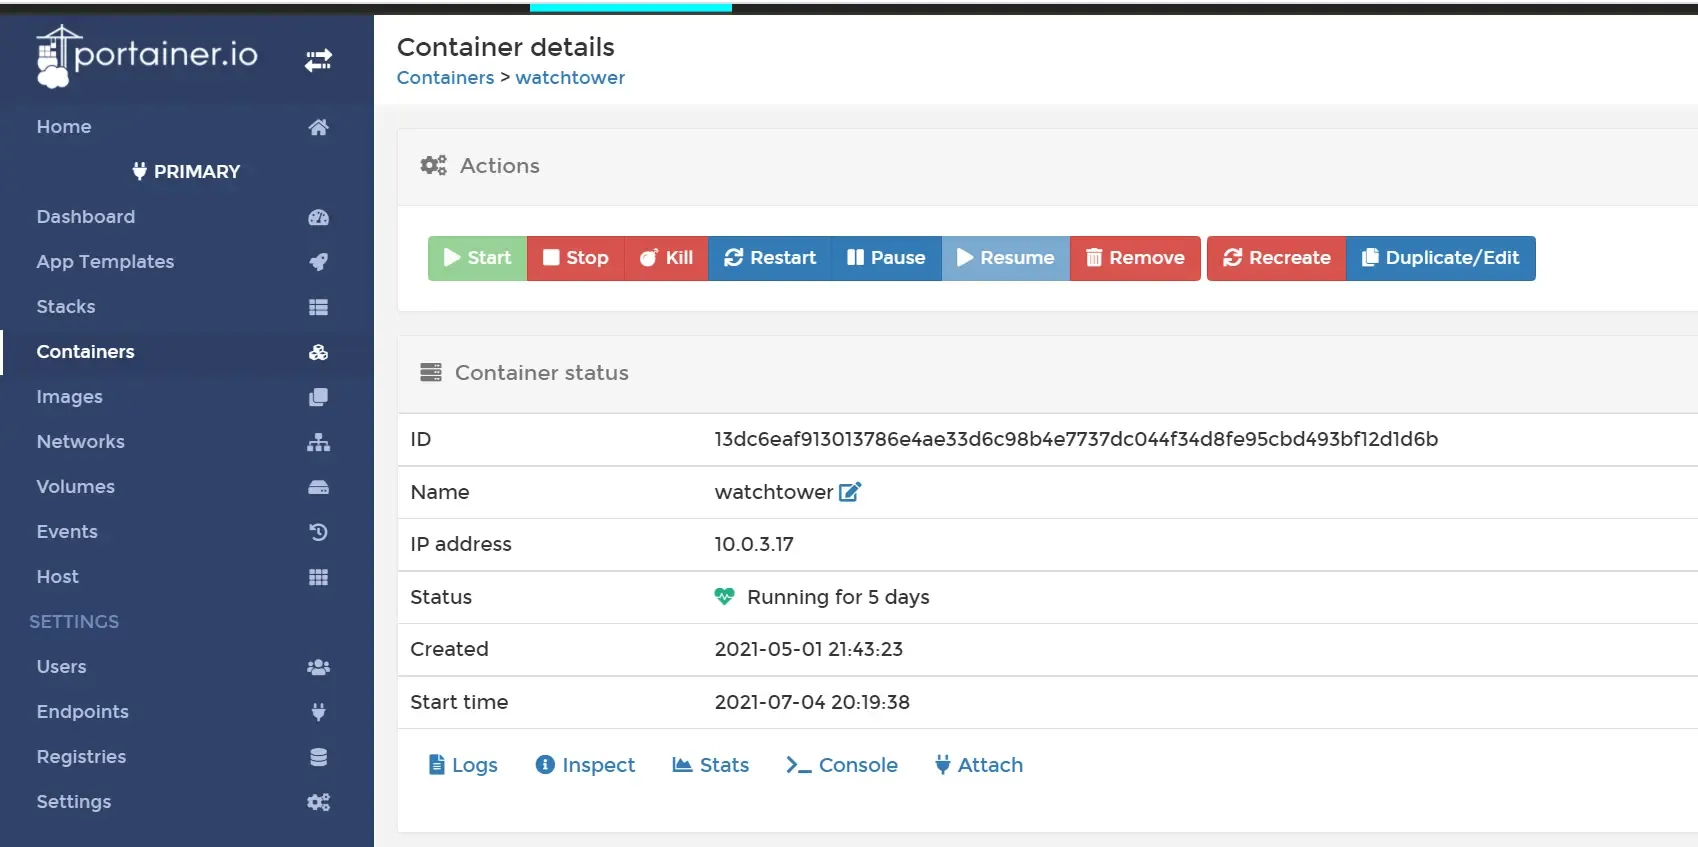 portainer.io
Home
PRIMARY
Dashboard
App Templates
Stacks
Containers
Images
Networks
Volumes
Events
Host
SETTINGS
Users
Endpoints
Registries
Settings
Container details
Containers > watchtower
Actions
Start Stop Kill Restart Pause Resume Remove Recreate Duplicate/Edit
Container status
ID 13dc6eaf913013786e4ae33d6c98b4e7737dc044f34d8fe95cbd493bf12d1d6b
Name watchtower
IP address 10.0.3.17
Status Running for 5 days
Created 2021-05-01 21:43:23
Start time 2021-07-04 20:19:38
Logs Inspect Stats Console Attach